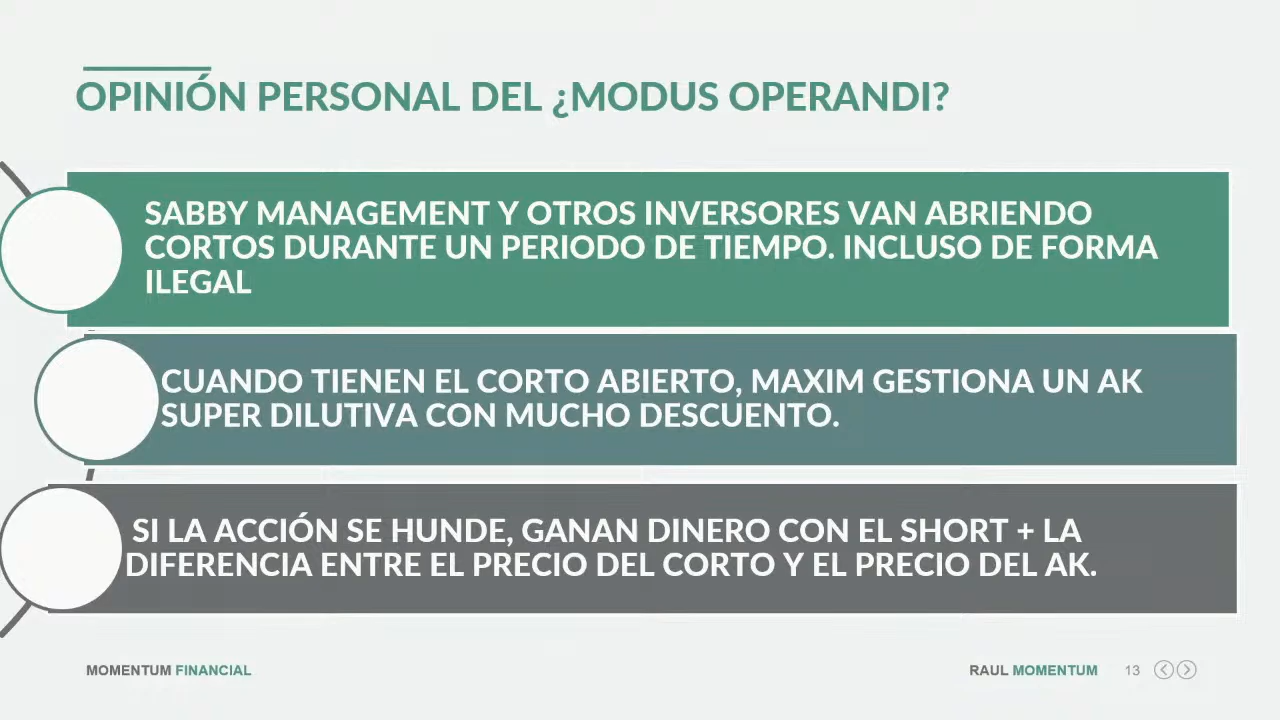 OPINIÓN PERSONAL DEL ¿MODUS OPERANDI?
SABBY MANAGEMENT Y OTROS INVERSORES VAN ABRIENDO
CORTOS DURANTE UN PERIODO DE TIEMPO. INCLUSO DE FORMA
ILEGAL
CUANDO TIENEN EL CORTO ABIERTO, MAXIM GESTIONA UN AK
SUPER DILUTIVA CON MUCHO DESCUENTO.
SI LA ACCIÓN SE HUNDE, GANAN DINERO CON EL SHORT + LA
DIFERENCIA ENTRE EL PRECIO DEL CORTO Y EL PRECIO DEL AK.
MOMENTUM FINANCIAL
RAUL MOMENTUM 13